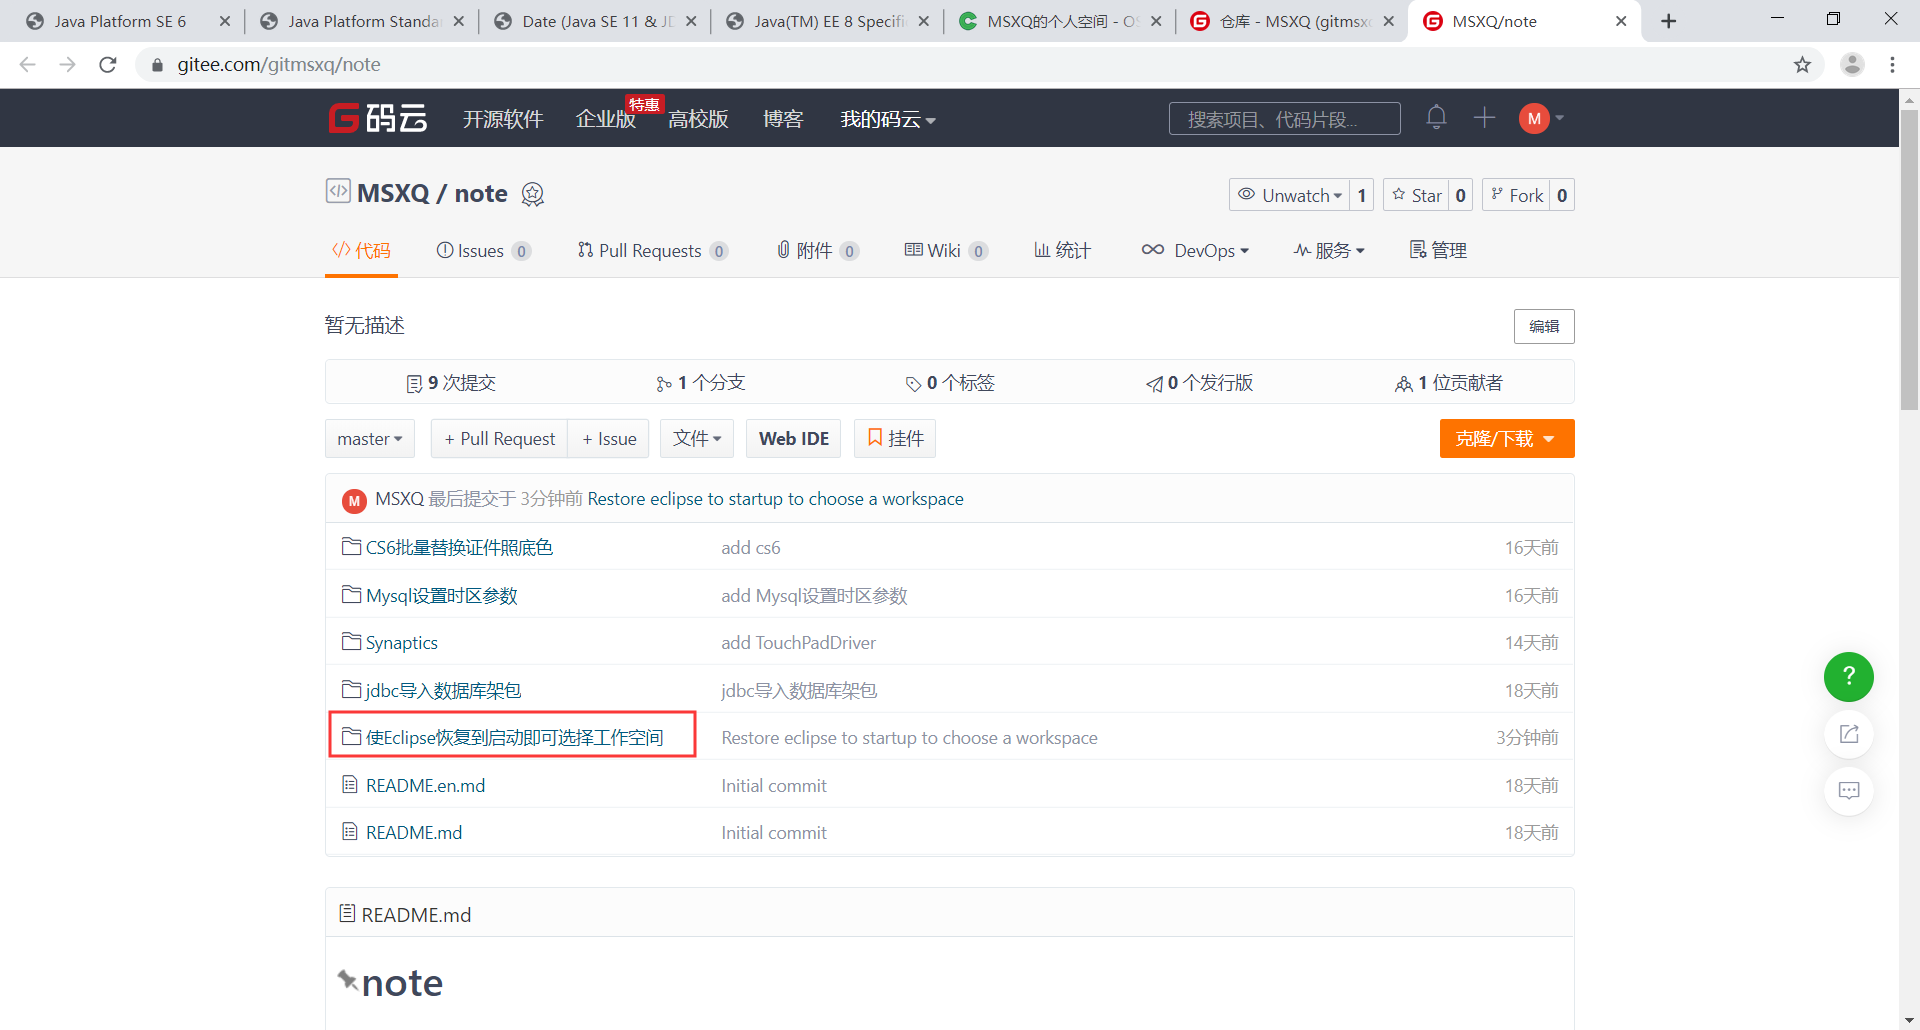 Java Platform SE 6
Java Platform Standa
Date (Java SE 11 & JD
Java(TM) EE 8 Specifi
MSXQ的个人空间 - OS
仓库 - MSXQ (gitmsxq
MSXQ/note
gitee.com/gitmsxq/note
码云 开源软件 企业版 特惠 高校版 博客 我的码云 搜索项目、代码片段... M
MSXQ / note Unwatch 1 Star 0 Fork 0
代码 Issues 0 Pull Requests 0 附件 0 Wiki 0 统计 DevOps 服务 管理
暂无描述 编辑
9 次提交 1 个分支 0 个标签 0 个发行版 1 位贡献者
master + Pull Request + Issue 文件 Web IDE 挂件 克隆/下载
M MSXQ 最后提交于 3分钟前 Restore eclipse to startup to choose a workspace
CS6批量替换证件照底色 add cs6 16天前
Mysql设置时区参数 add Mysql设置时区参数 16天前
Synaptics add TouchPadDriver 14天前
jdbc导入数据库架包 jdbc导入数据库架包 18天前
使Eclipse恢复到启动即可选择工作空间 Restore eclipse to startup to choose a workspace 3分钟前
README.en.md Initial commit 18天前
README.md Initial commit 18天前
?
README.md
note